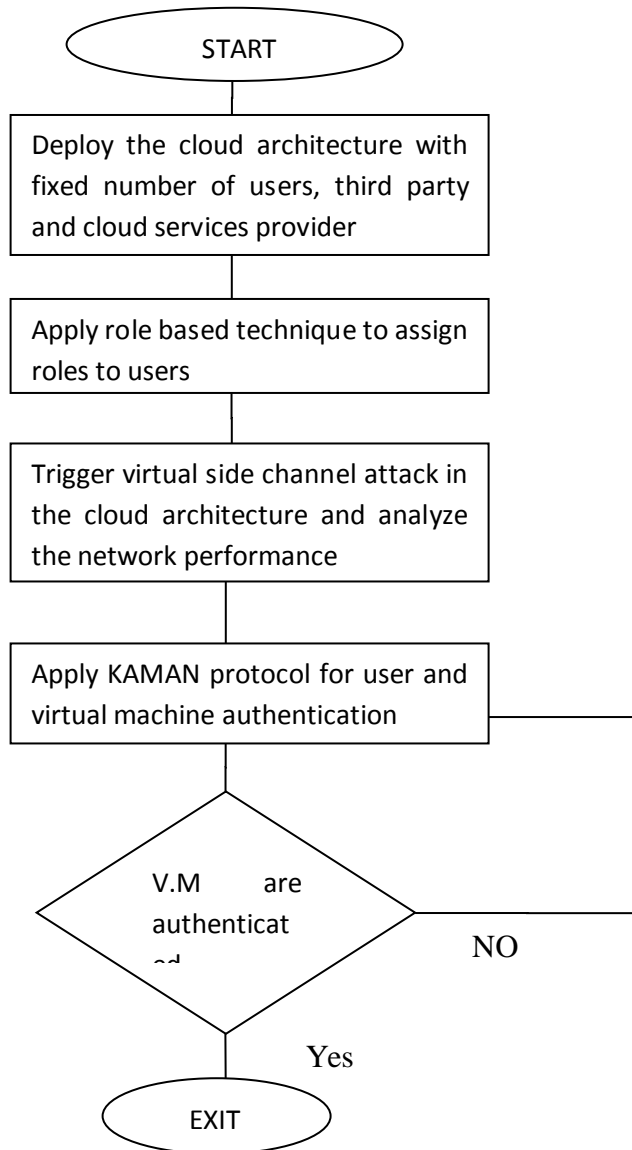 START
Deploy the cloud architecture with
fixed number of users, third party
and cloud services provider
Apply role based technique to assign
roles to users
Trigger virtual side channel attack in
the cloud architecture and analyze
the network performance
Apply KAMAN protocol for user and
virtual machine authentication
V.M are
authenticat
ed
NO
Yes
EXIT